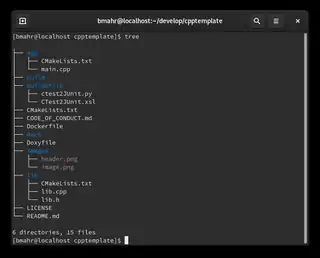 bmahr@localhost:~/develop/cpptemplate
[bmahr@localhost cpptemplate]$ tree
.
├── app
│   ├── CMakeLists.txt
│   └── main.cpp
├── build
├── buildutils
│   ├── ctest2JUnit.py
│   └── CTest2JUnit.xsl
├── CMakeLists.txt
├── CODE_OF_CONDUCT.md
├── Dockerfile
├── docs
├── Doxyfile
├── images
│   ├── header.png
│   └── image.png
├── lib
│   ├── CMakeLists.txt
│   ├── lib.cpp
│   └── lib.h
├── LICENSE
└── README.md
6 directories, 15 files
[bmahr@localhost cpptemplate]$